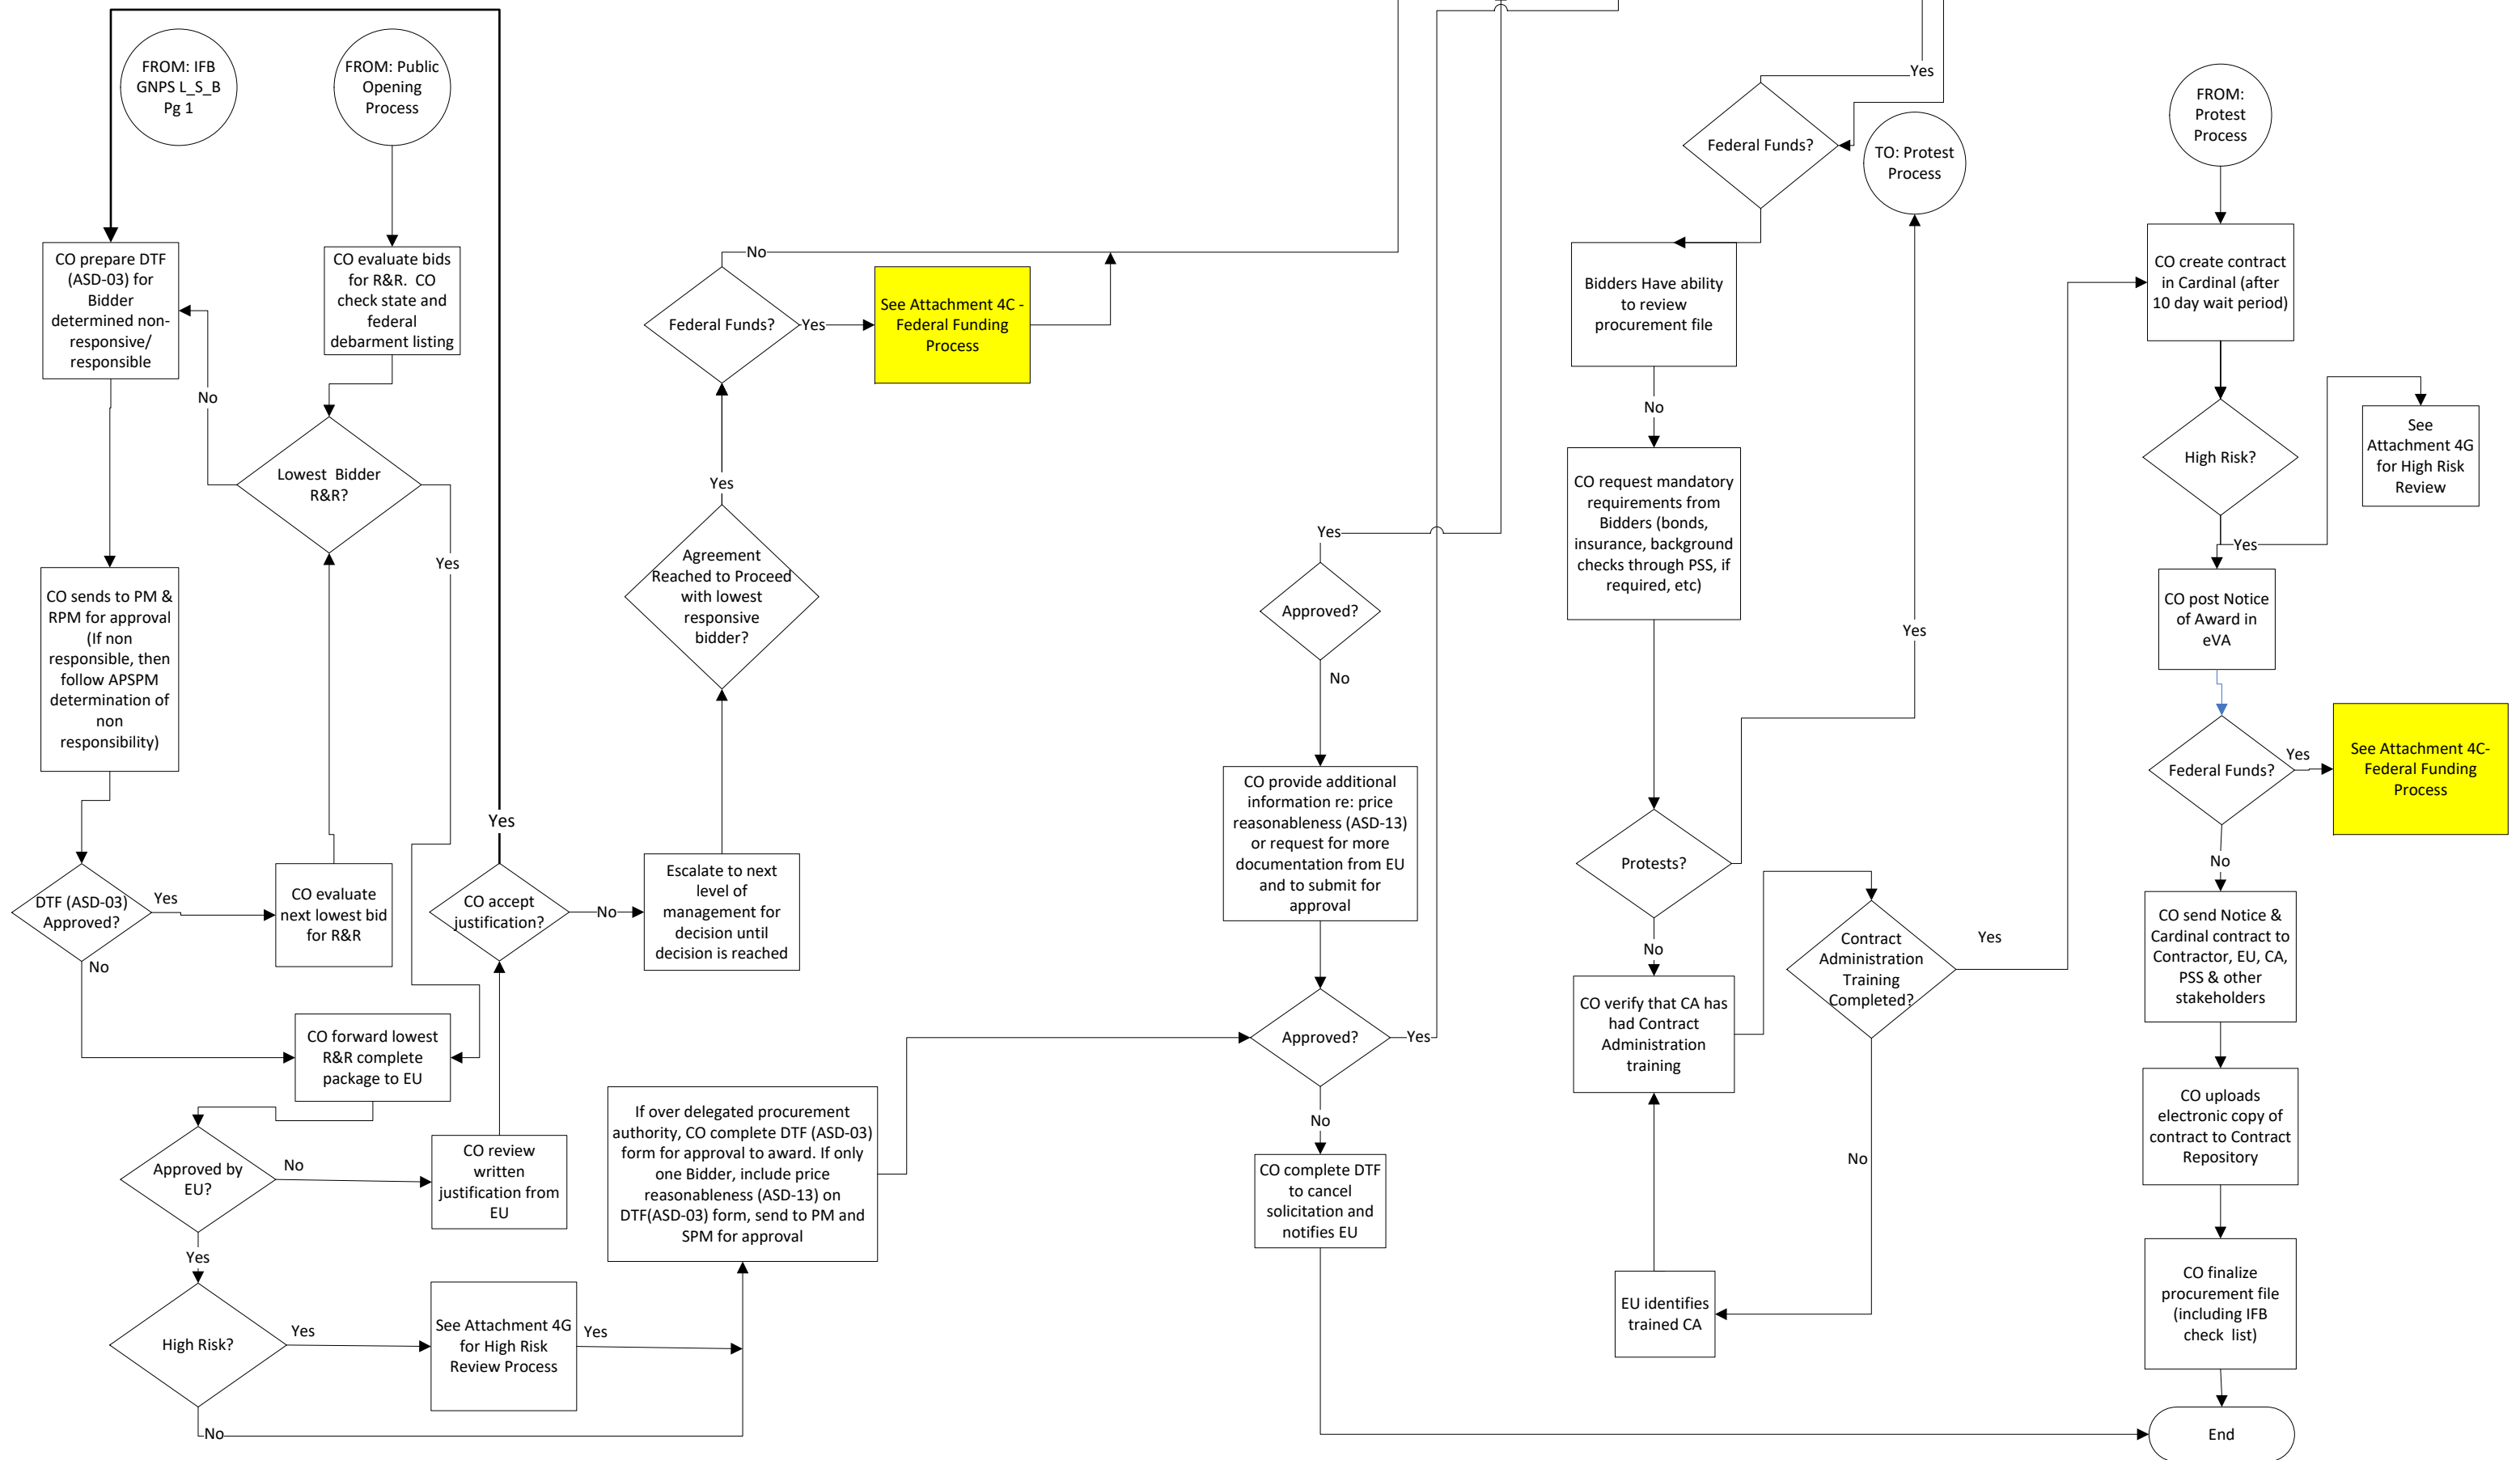 FROM: IFB
GNPS L_S_B
Pg 1
FROM: Public
Opening
Process
CO prepare DTF
(ASD-03) for
Bidder
determined non-
responsive/
responsible
CO evaluate bids
for R&R.  CO
check state and
federal
debarment listing
No
Lowest  Bidder
R&R?
Yes
CO sends to PM &
RPM for approval
(If non
responsible, then
follow APSPM
determination of
non
responsibility)
DTF (ASD-03)
Approved?
Yes
No
CO evaluate
next lowest bid
for R&R
CO forward lowest
R&R complete
package to EU
Approved by
EU?
No
Yes
CO review
written
justification from
EU
High Risk?
Yes
No
See Attachment 4G
for High Risk
Review Process
Yes
Yes
CO accept
justification?
No
Escalate to next
level of
management for
decision until
decision is reached
Agreement
Reached to Proceed
with lowest
responsive
bidder?
Yes
Federal Funds?
No
Yes
See Attachment 4C -
Federal Funding
Process
If over delegated procurement
authority, CO complete DTF (ASD-03)
form for approval to award. If only
one Bidder, include price
reasonableness (ASD-13) on
DTF(ASD-03) form, send to PM and
SPM for approval
Yes
Approved?
No
CO provide additional
information re: price
reasonableness (ASD-13)
or request for more
documentation from EU
and to submit for
approval
Approved?
Yes
No
CO complete DTF
to cancel
solicitation and
notifies EU
Yes
Federal Funds?
TO: Protest
Process
Bidders Have ability
to review
procurement file
No
CO request mandatory
requirements from
Bidders (bonds,
insurance, background
checks through PSS, if
required, etc)
Yes
Protests?
No
CO verify that CA has
had Contract
Administration
training
Contract
Administration
Training
Completed?
Yes
No
EU identifies
trained CA
FROM:
Protest
Process
CO create contract
in Cardinal (after
10 day wait period)
High Risk?
See
Attachment 4G
for High Risk
Review
Yes
CO post Notice
of Award in
eVA
Federal Funds?
Yes
See Attachment 4C-
Federal Funding
Process
No
CO send Notice &
Cardinal contract to
Contractor, EU, CA,
PSS & other
stakeholders
CO uploads
electronic copy of
contract to Contract
Repository
CO finalize
procurement file
(including IFB
check  list)
End